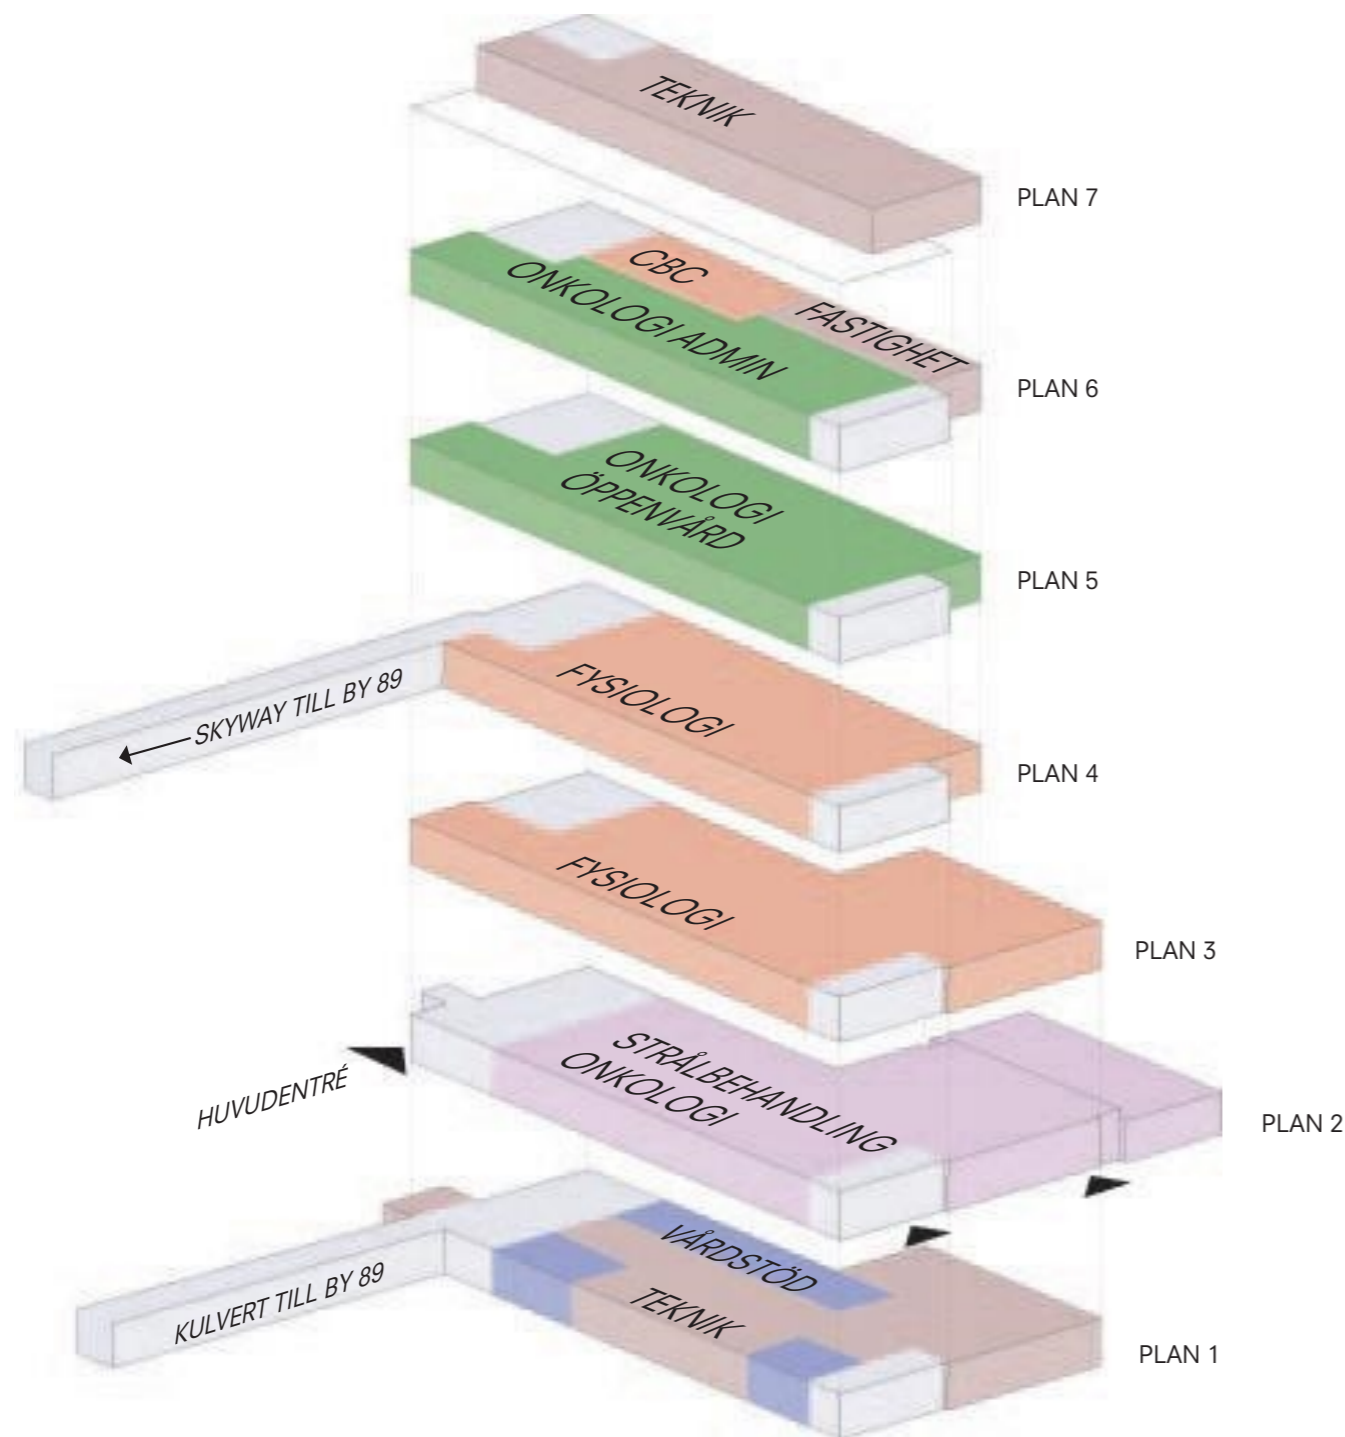 TEKNIK
PLAN 7
CBC
ONKOLOGI ADMIN
FASTIGHET
PLAN 6
ONKOLOGI
ÖPPENVÅRD
PLAN 5
SKYWAY TILL BY 89
FYSIOLOGI
PLAN 4
FYSIOLOGI
PLAN 3
HUVUDENTRÉ
STRÅLBEHANDLING
ONKOLOGI
PLAN 2
KULVERT TILL BY 89
VÅRDSTÖD
TEKNIK
PLAN 1